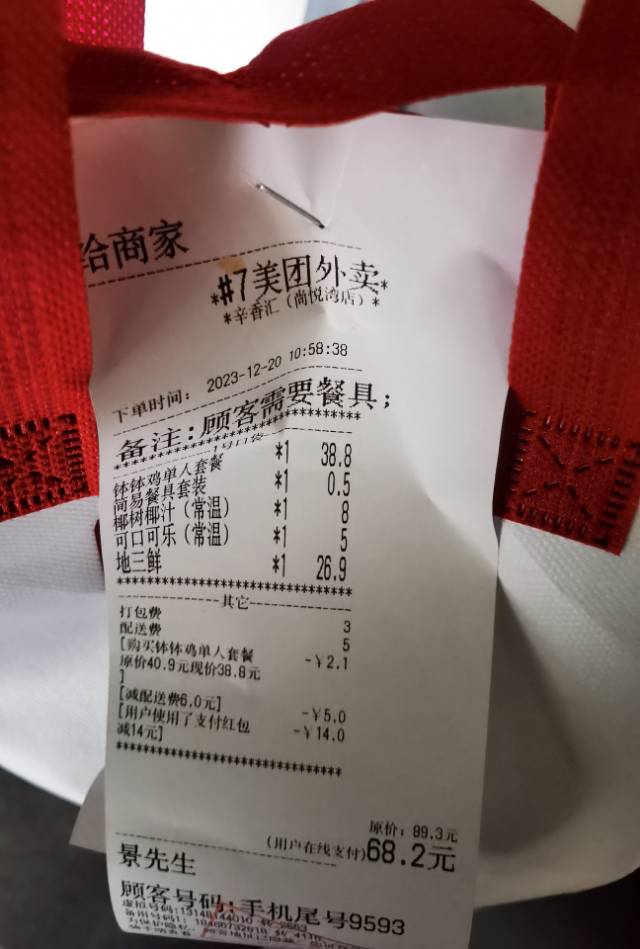 给商家
*#7美团外卖*
*辛香汇（尚悦湾店）*
下单时间： 2023-12-20 10:58:38
备注:顾客需要餐具;
********************************
1号口袋
钵钵鸡单人套餐 *1 38.8
简易餐具套装 *1 0.5
椰树椰汁（常温） *1 8
可口可乐（常温） *1 5
地三鲜 *1 26.9
********************************
---------------其它---------------
打包费 3
配送费 5
[购买钵钵鸡单人套餐 -￥2.1
原价40.9元现价38.8元
]
[减配送费6.0元] -￥5.0
[用户使用了支付红包 -￥14.0
减14元]
********************************
原价：89.3元
(用户在线支付)68.2元
景先生
顾客号码:手机尾号9593